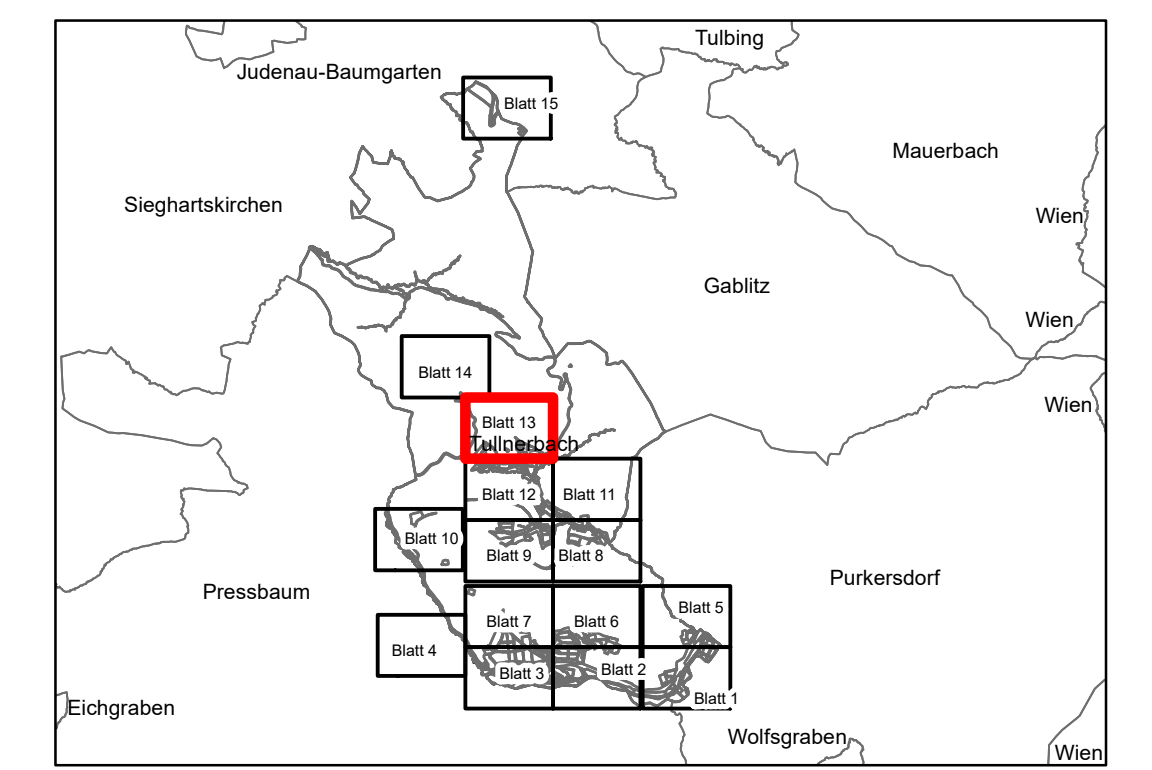 Tulbing
Judenau-Baumgarten
Blatt 15
Mauerbach
Sieghartskirchen
Wien
Gablitz
Wien
Blatt 14
Wien
Blatt 13
Tullnerbach
Blatt 12
Blatt 11
Blatt 10
Blatt 9
Blatt 8
Purkersdorf
Pressbaum
Blatt 7
Blatt 6
Blatt 5
Blatt 4
Blatt 3
Blatt 2
Blatt 1
Eichgraben
Wolfsgraben
Wien